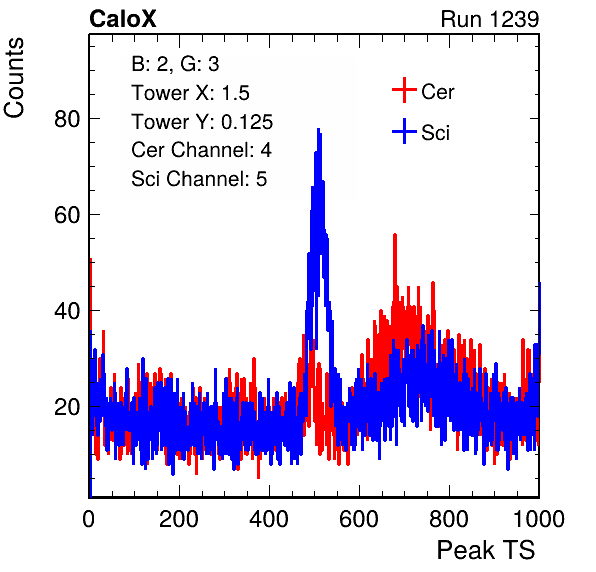 CaloX Run 1239
Counts
B: 2, G: 3
Tower X: 1.5
Tower Y: 0.125
Cer Channel: 4
Sci Channel: 5
Cer
Sci
80
60
40
20
0 200 400 600 800 1000
Peak TS